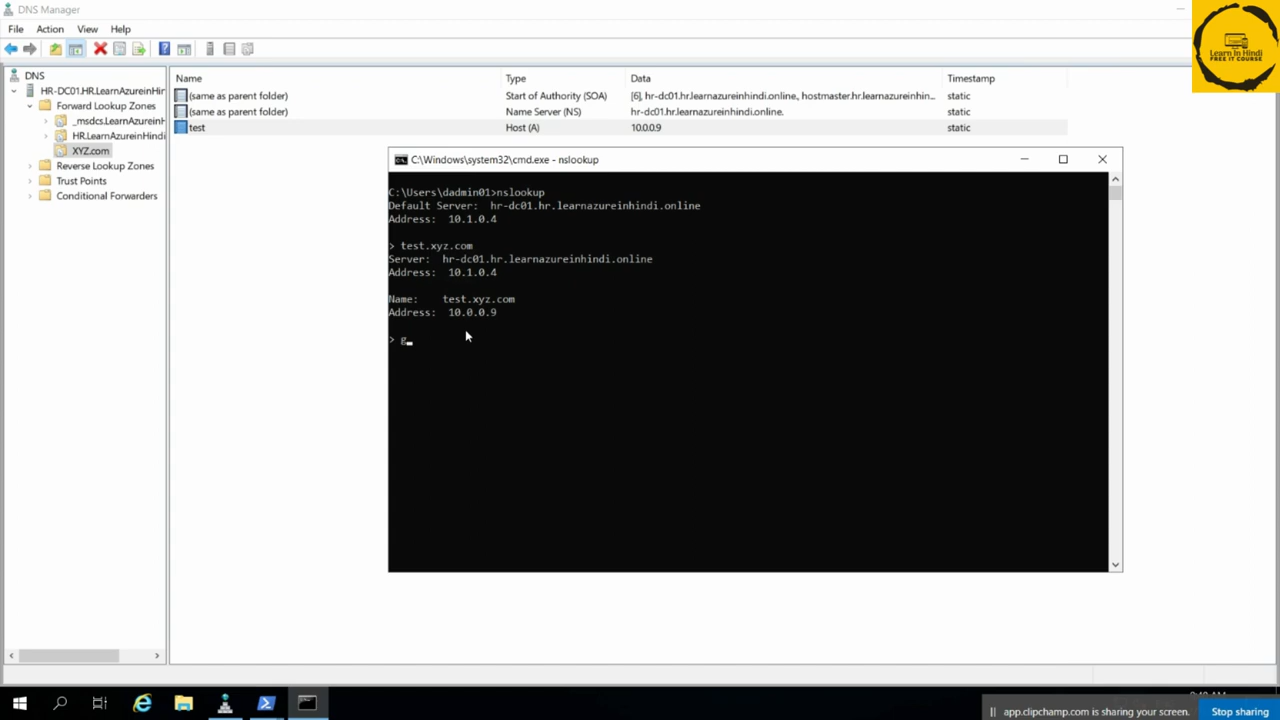 DNS Manager
File Action View Help
Learn In Hindi
FREE IT COURSE
DNS
HR-DC01.HR.LearnAzureinHir
Forward Lookup Zones
_msdcs.LearnAzureinH
HR.LearnAzureinHindi
XYZ.com
Reverse Lookup Zones
Trust Points
Conditional Forwarders
Name Type Data Timestamp
(same as parent folder) Start of Authority (SOA) [6], hr-dc01.hr.learnazureinhindi.online., hostmaster.hr.learnazureinhin... static
(same as parent folder) Name Server (NS) hr-dc01.hr.learnazureinhindi.online. static
test Host (A) 10.0.0.9 static
C:\Windows\system32\cmd.exe - nslookup
C:\Users\dadmin01>nslookup
Default Server: hr-dc01.hr.learnazureinhindi.online
Address: 10.1.0.4
> test.xyz.com
Server: hr-dc01.hr.learnazureinhindi.online
Address: 10.1.0.4
Name: test.xyz.com
Address: 10.0.0.9
> g_
app.clipchamp.com is sharing your screen.
Stop sharing